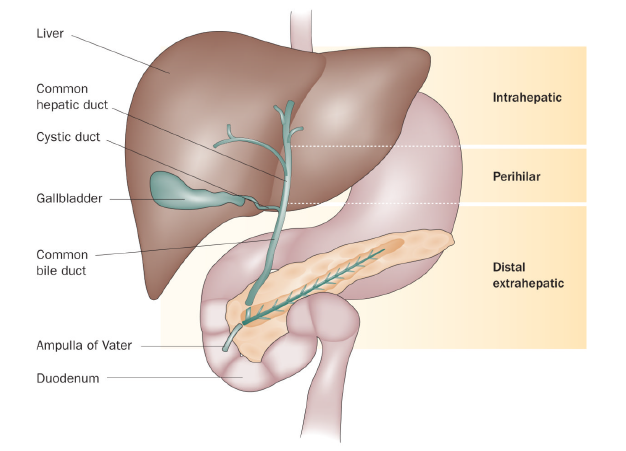 Liver
Common
hepatic duct
Cystic duct
Gallbladder
Common
bile duct
Ampulla of Vater
Duodenum
Intrahepatic
Perihilar
Distal
extrahepatic